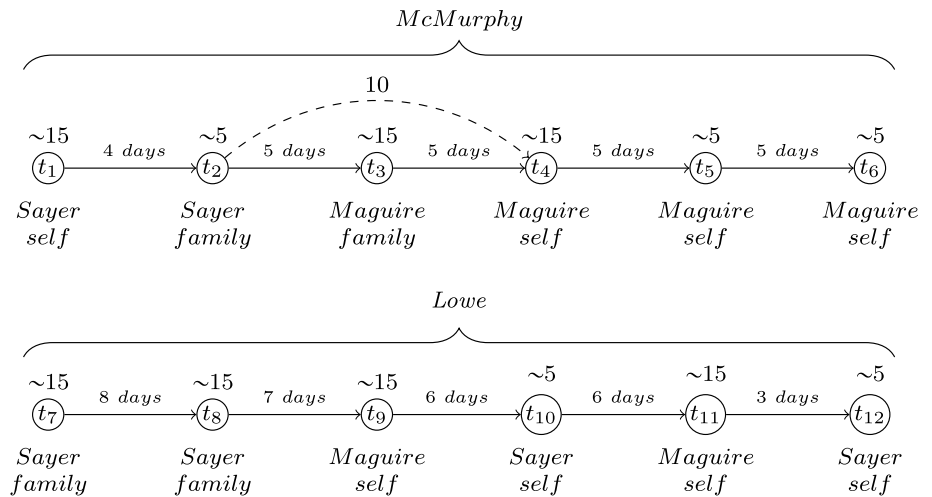 McMurphy
10
~15 ~5 ~15 ~15 ~5 ~5
4 days 5 days 5 days 5 days 5 days
t1 t2 t3 t4 t5 t6
Sayer Sayer Maguire Maguire Maguire Maguire
self family family self self self
Lowe
~15 ~15 ~15 ~5 ~15 ~5
8 days 7 days 6 days 6 days 3 days
t7 t8 t9 t10 t11 t12
Sayer Sayer Maguire Sayer Maguire Sayer
family family self self self self